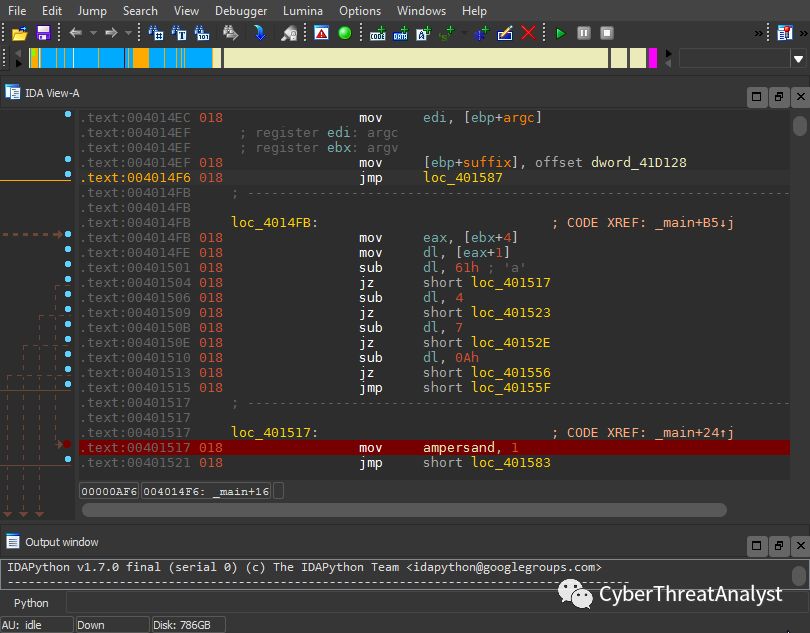 File Edit Jump Search View Debugger Lumina Options Windows Help
IDA View-A
.text:004014EC 018 mov edi, [ebp+argc]
.text:004014EF ; register edi: argc
.text:004014EF ; register ebx: argv
.text:004014EF 018 mov [ebp+suffix], offset dword_41D128
.text:004014F6 018 jmp loc_401587
.text:004014FB ; ---------------------------------------------------------------------
.text:004014FB
.text:004014FB loc_4014FB: ; CODE XREF: _main+B5↓j
.text:004014FB 018 mov eax, [ebx+4]
.text:004014FE 018 mov dl, [eax+1]
.text:00401501 018 sub dl, 61h ; 'a'
.text:00401504 018 jz short loc_401517
.text:00401506 018 sub dl, 4
.text:00401509 018 jz short loc_401523
.text:0040150B 018 sub dl, 7
.text:0040150E 018 jz short loc_40152E
.text:00401510 018 sub dl, 0Ah
.text:00401513 018 jz short loc_401556
.text:00401515 018 jmp short loc_40155F
.text:00401517 ; ---------------------------------------------------------------------
.text:00401517
.text:00401517 loc_401517: ; CODE XREF: _main+24↑j
.text:00401517 018 mov ampersand, 1
.text:00401521 018 jmp short loc_401583
00000AF6 004014F6: _main+16
Output window
IDAPython v1.7.0 final (serial 0) (c) The IDAPython Team <idapython@googlegroups.com>
-----------------------------------------------------------------------------
CyberThreatAnalyst
Python
AU: idle Down Disk: 786GB